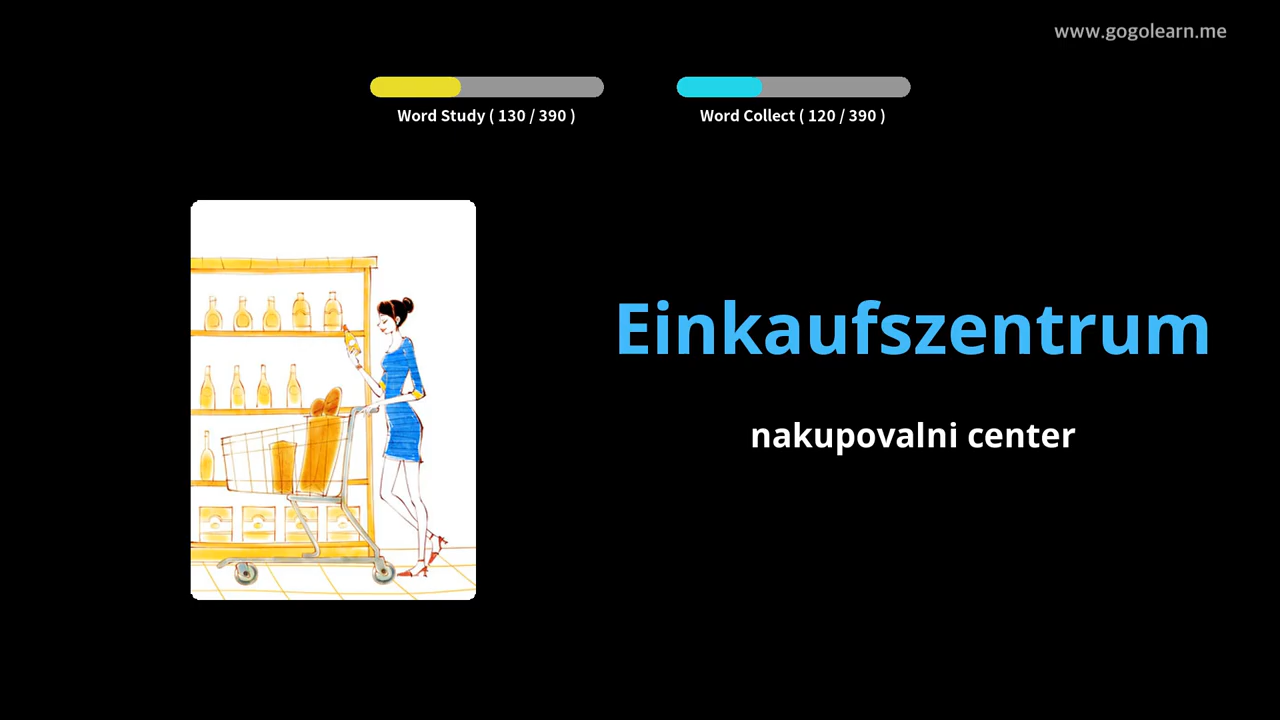 www.gogolearn.me
Word Study ( 130 / 390 )
Word Collect ( 120 / 390 )
Einkaufszentrum
nakupovalni center